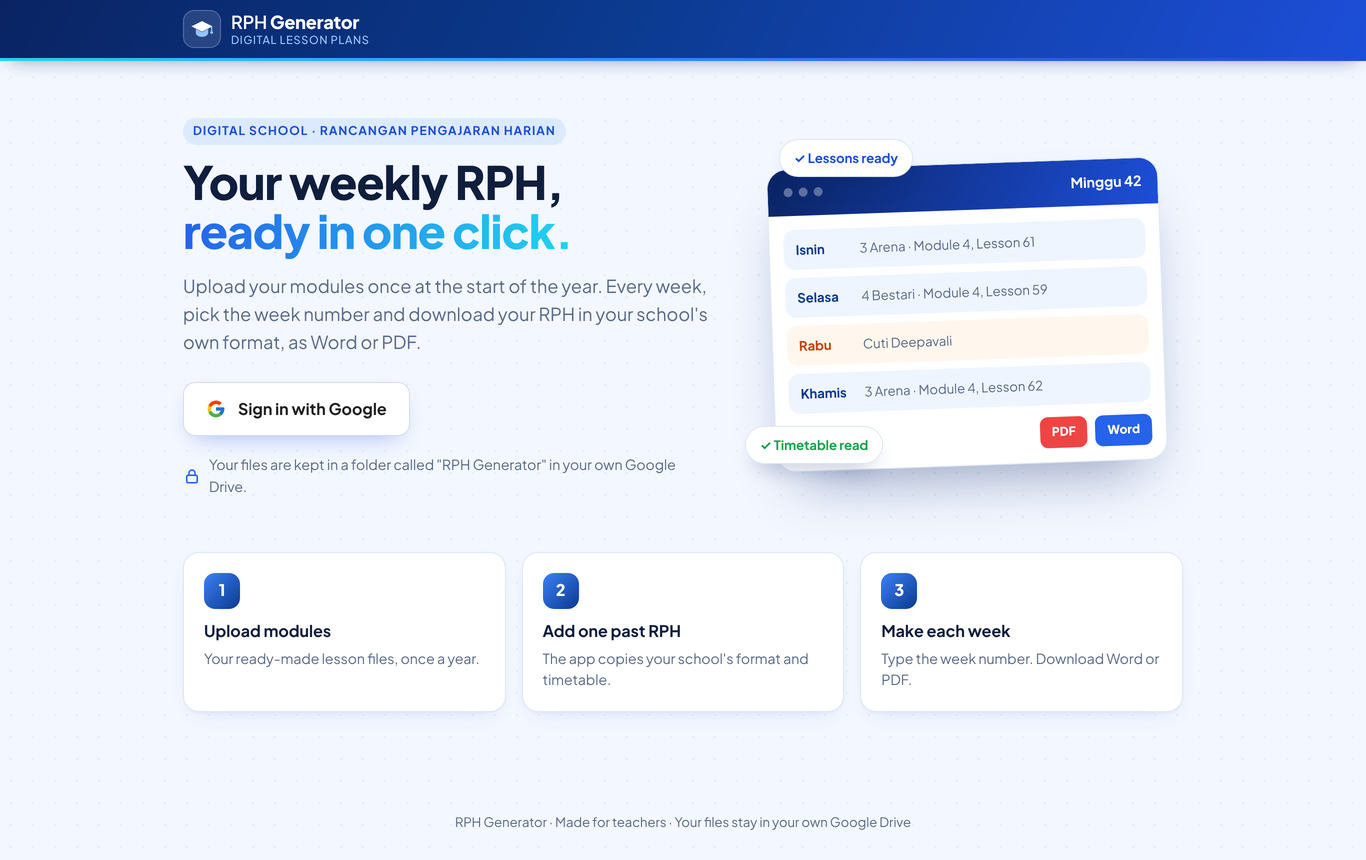 RPH Generator
DIGITAL LESSON PLANS
DIGITAL SCHOOL · RANCANGAN PENGAJARAN HARIAN
Your weekly RPH,
ready in one click.
Upload your modules once at the start of the year. Every week,
pick the week number and download your RPH in your school's
own format, as Word or PDF.
Sign in with Google
Your files are kept in a folder called "RPH Generator" in your own Google
Drive.
✓ Lessons ready
Minggu 42
Isnin 3 Arena · Module 4, Lesson 61
Selasa 4 Bestari · Module 4, Lesson 59
Rabu Cuti Deepavali
Khamis 3 Arena · Module 4, Lesson 62
PDF Word
✓ Timetable read
1
Upload modules
Your ready-made lesson files, once a year.
2
Add one past RPH
The app copies your school's format and
timetable.
3
Make each week
Type the week number. Download Word or
PDF.
RPH Generator · Made for teachers · Your files stay in your own Google Drive